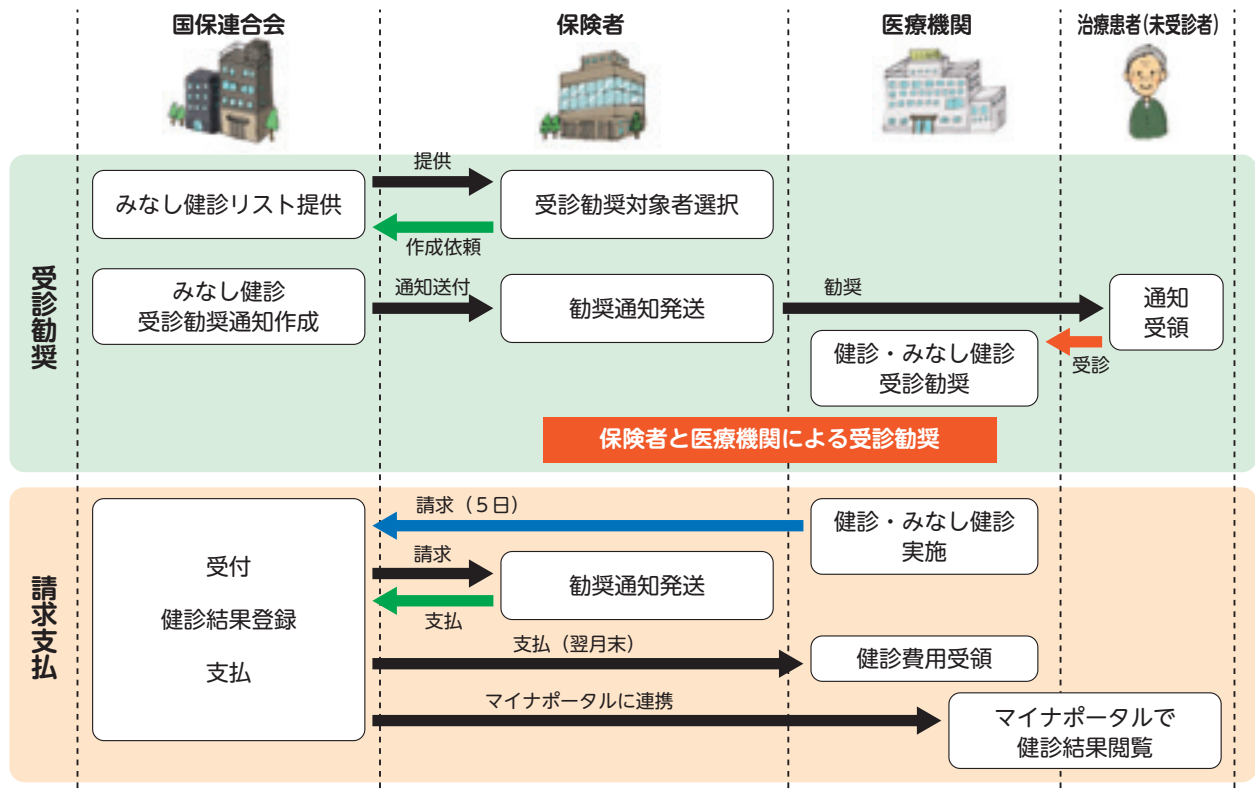 国保連合会
保険者
医療機関
治療患者(未受診者)
受診勧奨
みなし健診リスト提供
提供
受診勧奨対象者選択
作成依頼
みなし健診
受診勧奨通知作成
通知送付
勧奨通知発送
勧奨
通知
受領
受診
健診・みなし健診
受診勧奨
保険者と医療機関による受診勧奨
請求支払
受付
健診結果登録
支払
請求（５日）
健診・みなし健診
実施
請求
勧奨通知発送
支払
支払（翌月末）
健診費用受領
マイナポータルに連携
マイナポータルで
健診結果閲覧